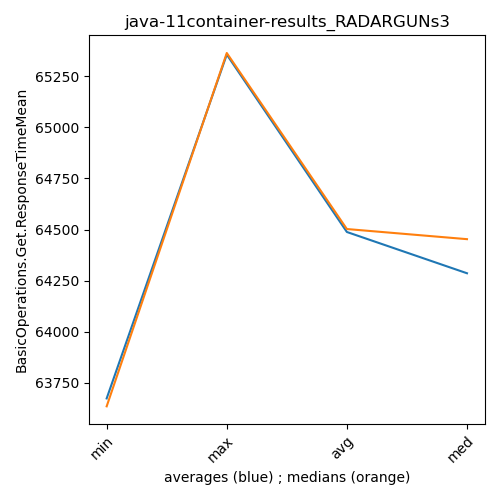 java-11container-results_RADARGUNs3
BasicOperations.Get.ResponseTimeMean
65250
65000
64750
64500
64250
64000
63750
min
max
avg
med
averages (blue) ; medians (orange)